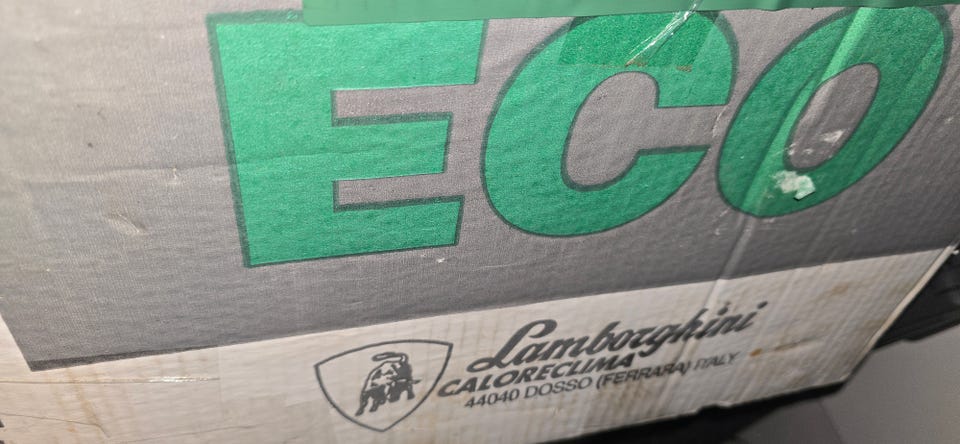 ECO
Lamborghini
CALORECLIMA
44040 DOSSO (FERRARA) ITALY